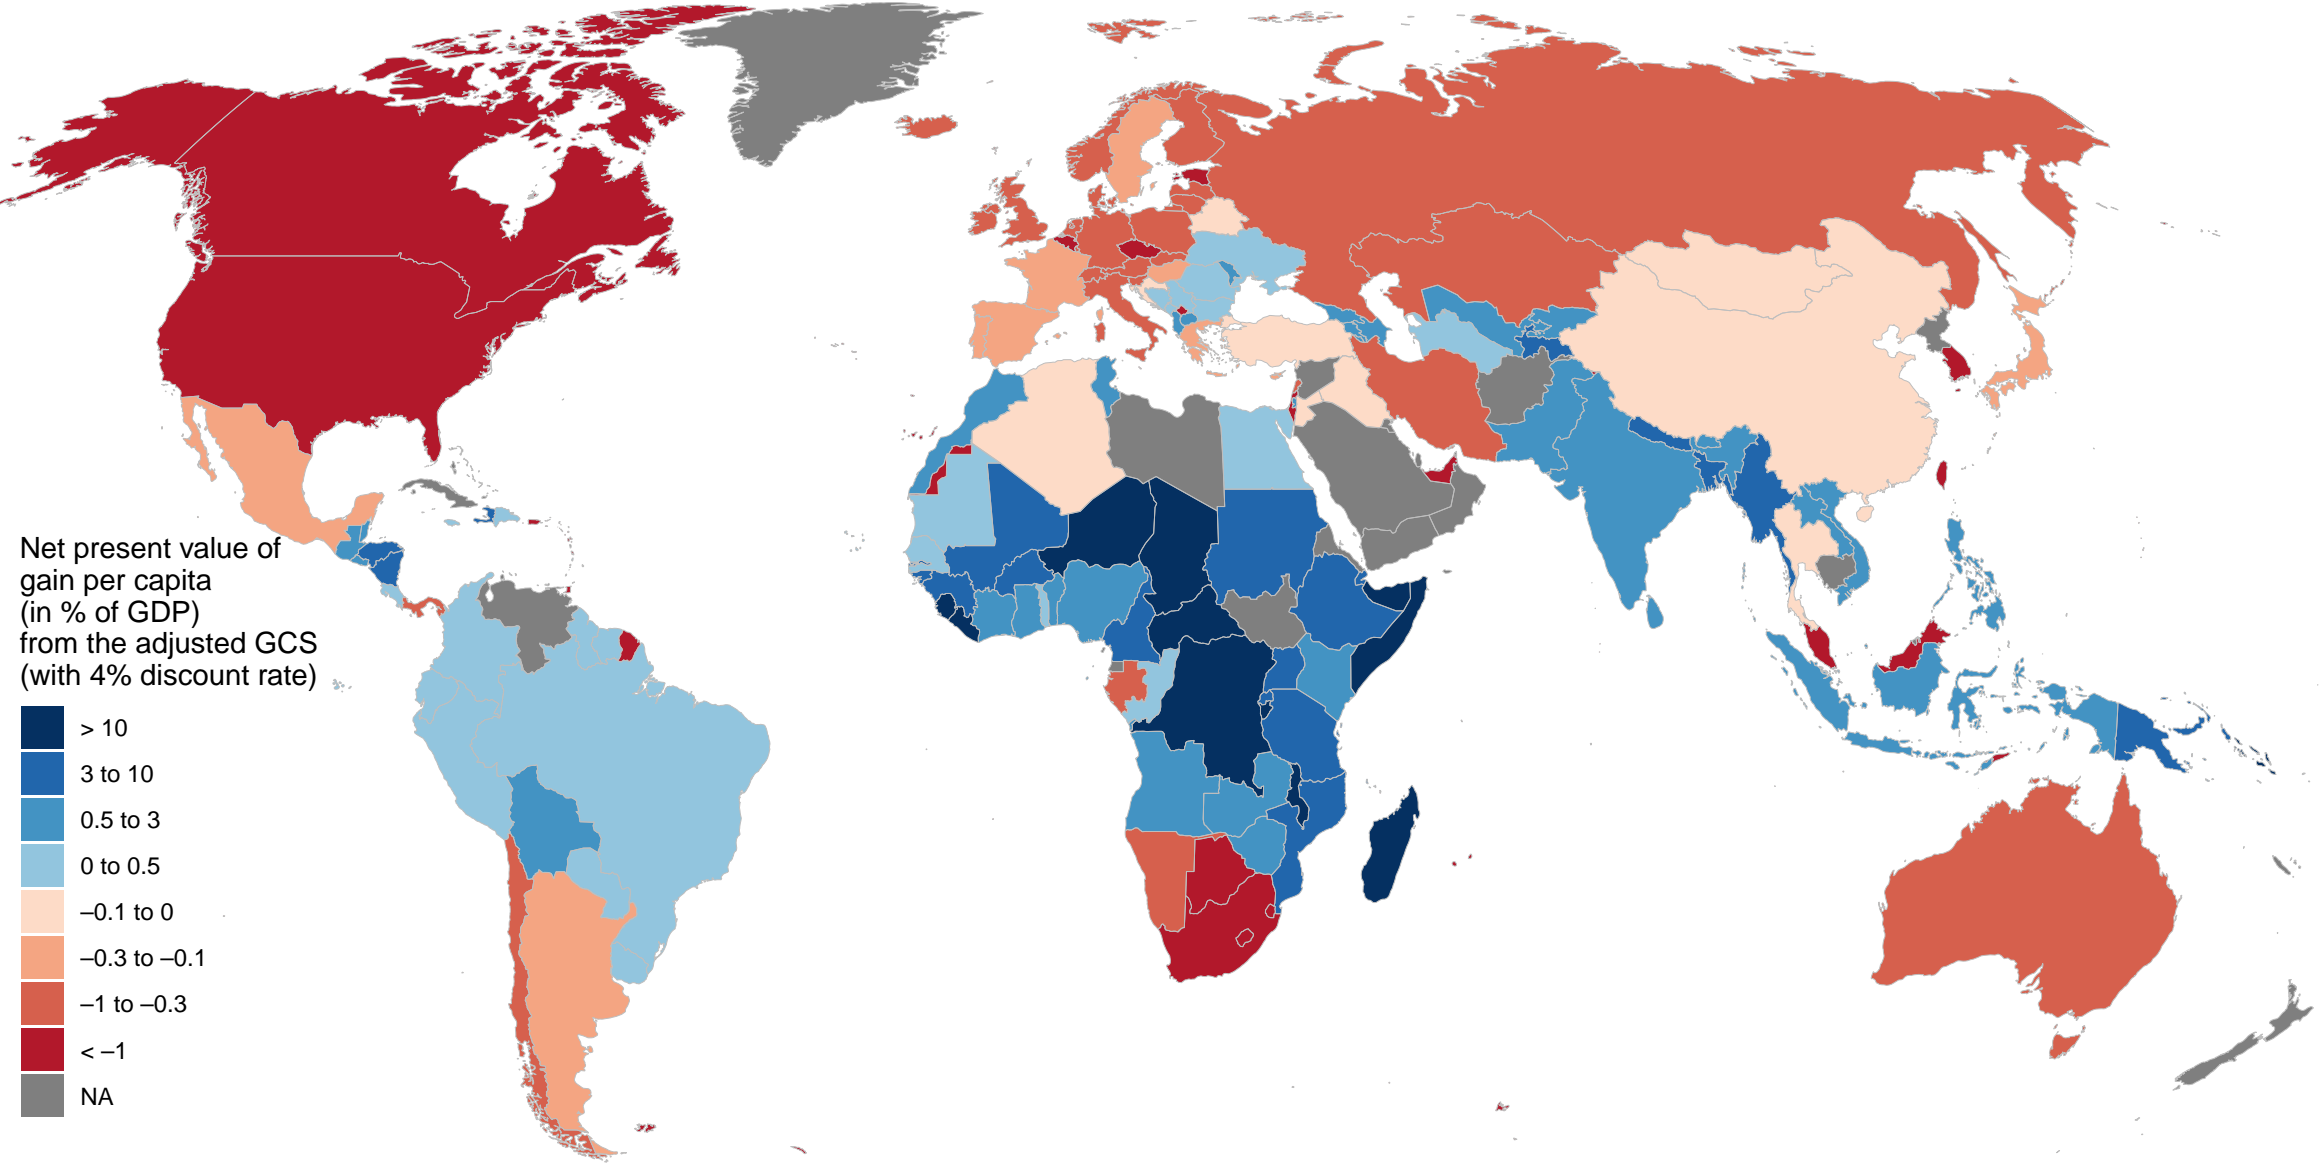 Net present value of
gain per capita
(in % of GDP)
from the adjusted GCS
(with 4% discount rate)
> 10
3 to 10
0.5 to 3
0 to 0.5
–0.1 to 0
–0.3 to –0.1
–1 to –0.3
< –1
NA